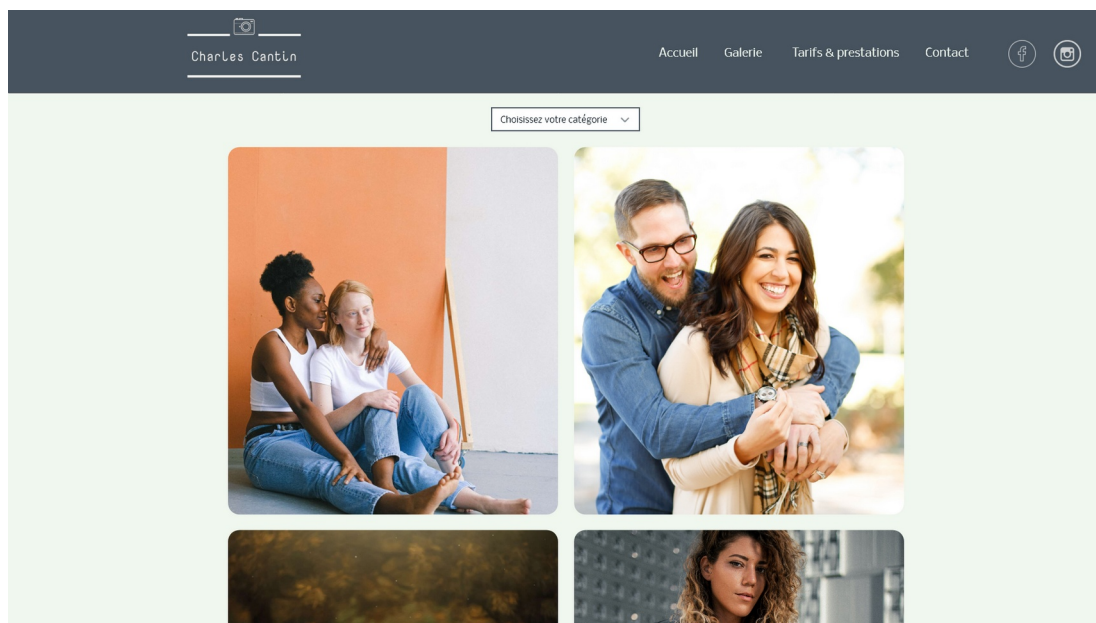 Charles Cantin
Accueil Galerie Tarifs & prestations Contact
Choisissez votre catégorie